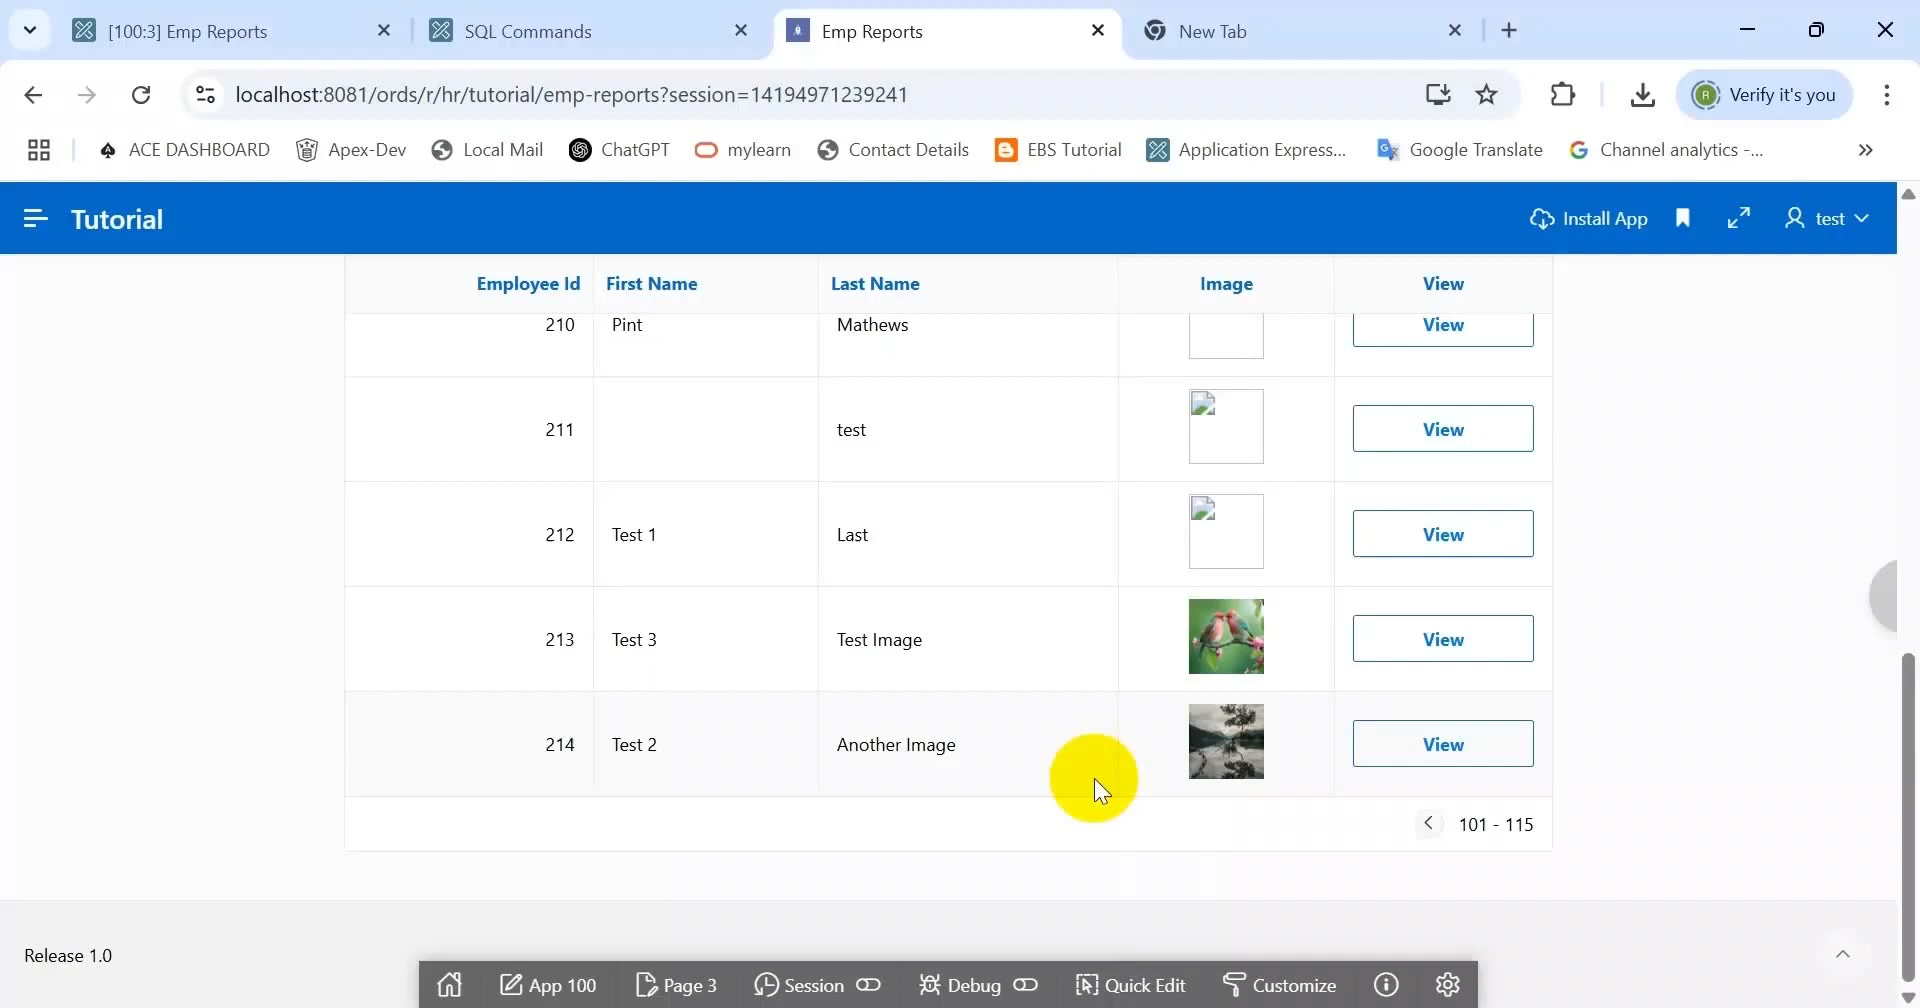 [100:3] Emp Reports
SQL Commands
Emp Reports
New Tab
localhost:8081/ords/r/hr/tutorial/emp-reports?session=14194971239241
R
Verify it's you
ACE DASHBOARD
Apex-Dev
Local Mail
ChatGPT
mylearn
Contact Details
EBS Tutorial
Application Express...
Google Translate
Channel analytics -...
Tutorial
Install App
test
Employee Id First Name Last Name Image View
210 Pint Mathews View
211 test View
212 Test 1 Last View
213 Test 3 Test Image View
214 Test 2 Another Image View
101 - 115
Release 1.0
App 100 Page 3 Session Debug Quick Edit Customize